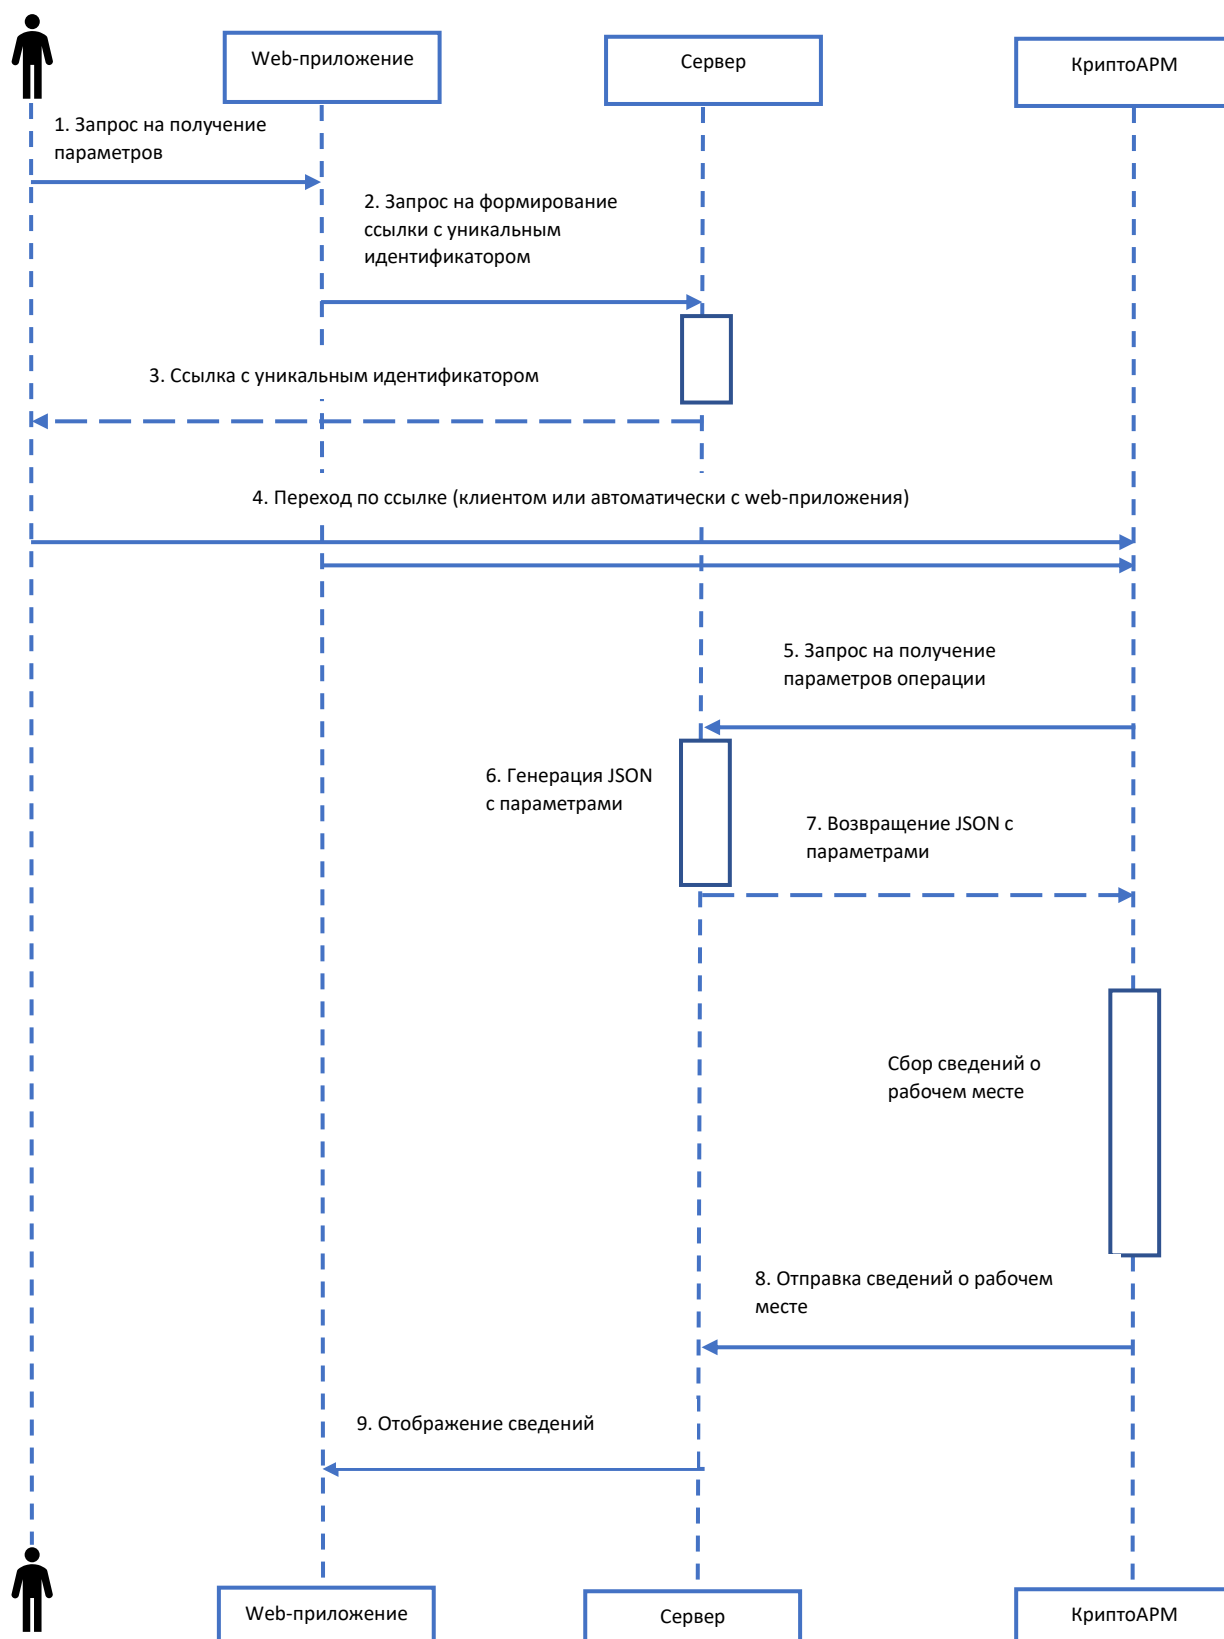 Web-приложение
Сервер
КриптоАРМ
1. Запрос на получение
параметров
2. Запрос на формирование
ссылки с уникальным
идентификатором
3. Ссылка с уникальным идентификатором
4. Переход по ссылке (клиентом или автоматически с web-приложения)
5. Запрос на получение
параметров операции
6. Генерация JSON
с параметрами
7. Возвращение JSON с
параметрами
Сбор сведений о
рабочем месте
8. Отправка сведений о рабочем
месте
9. Отображение сведений
Web-приложение
Сервер
КриптоАРМ